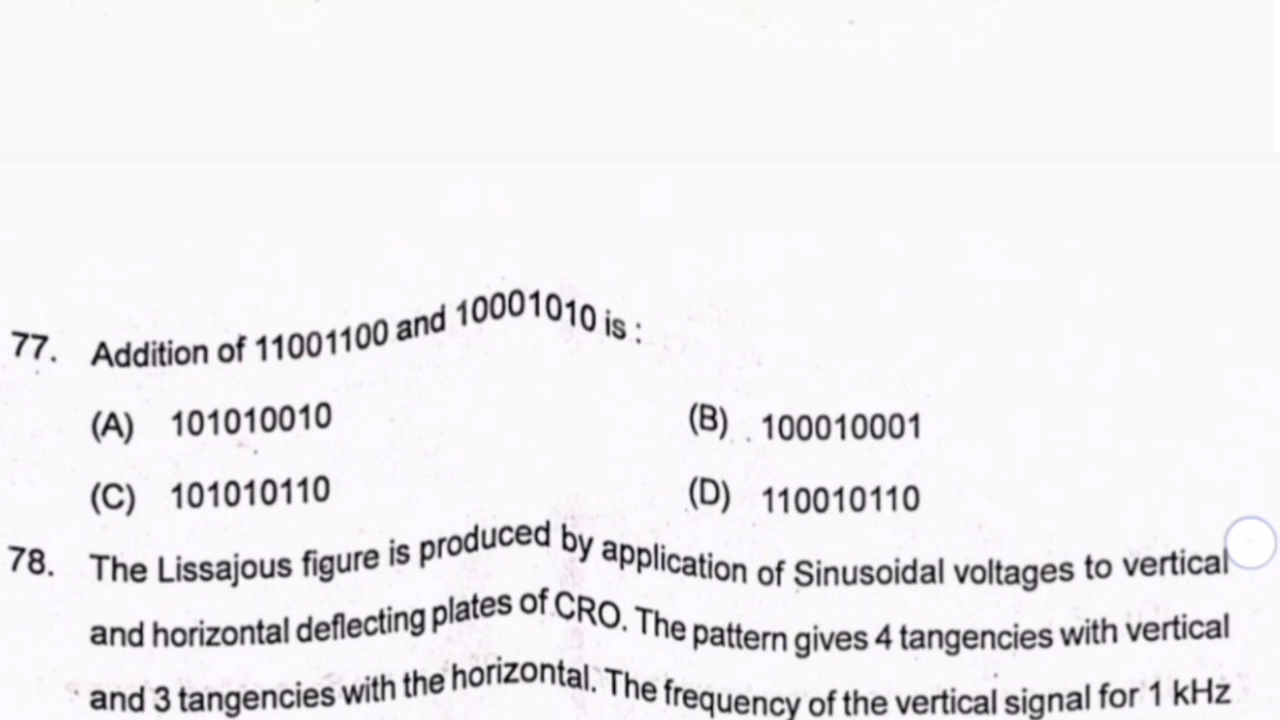 77. Addition of 11001100 and 10001010 is :
(A) 101010010 (B) 100010001
(C) 101010110 (D) 110010110
78. The Lissajous figure is produced by application of Sinusoidal voltages to vertical
and horizontal deflecting plates of CRO. The pattern gives 4 tangencies with vertical
and 3 tangencies with the horizontal. The frequency of the vertical signal for 1 kHz